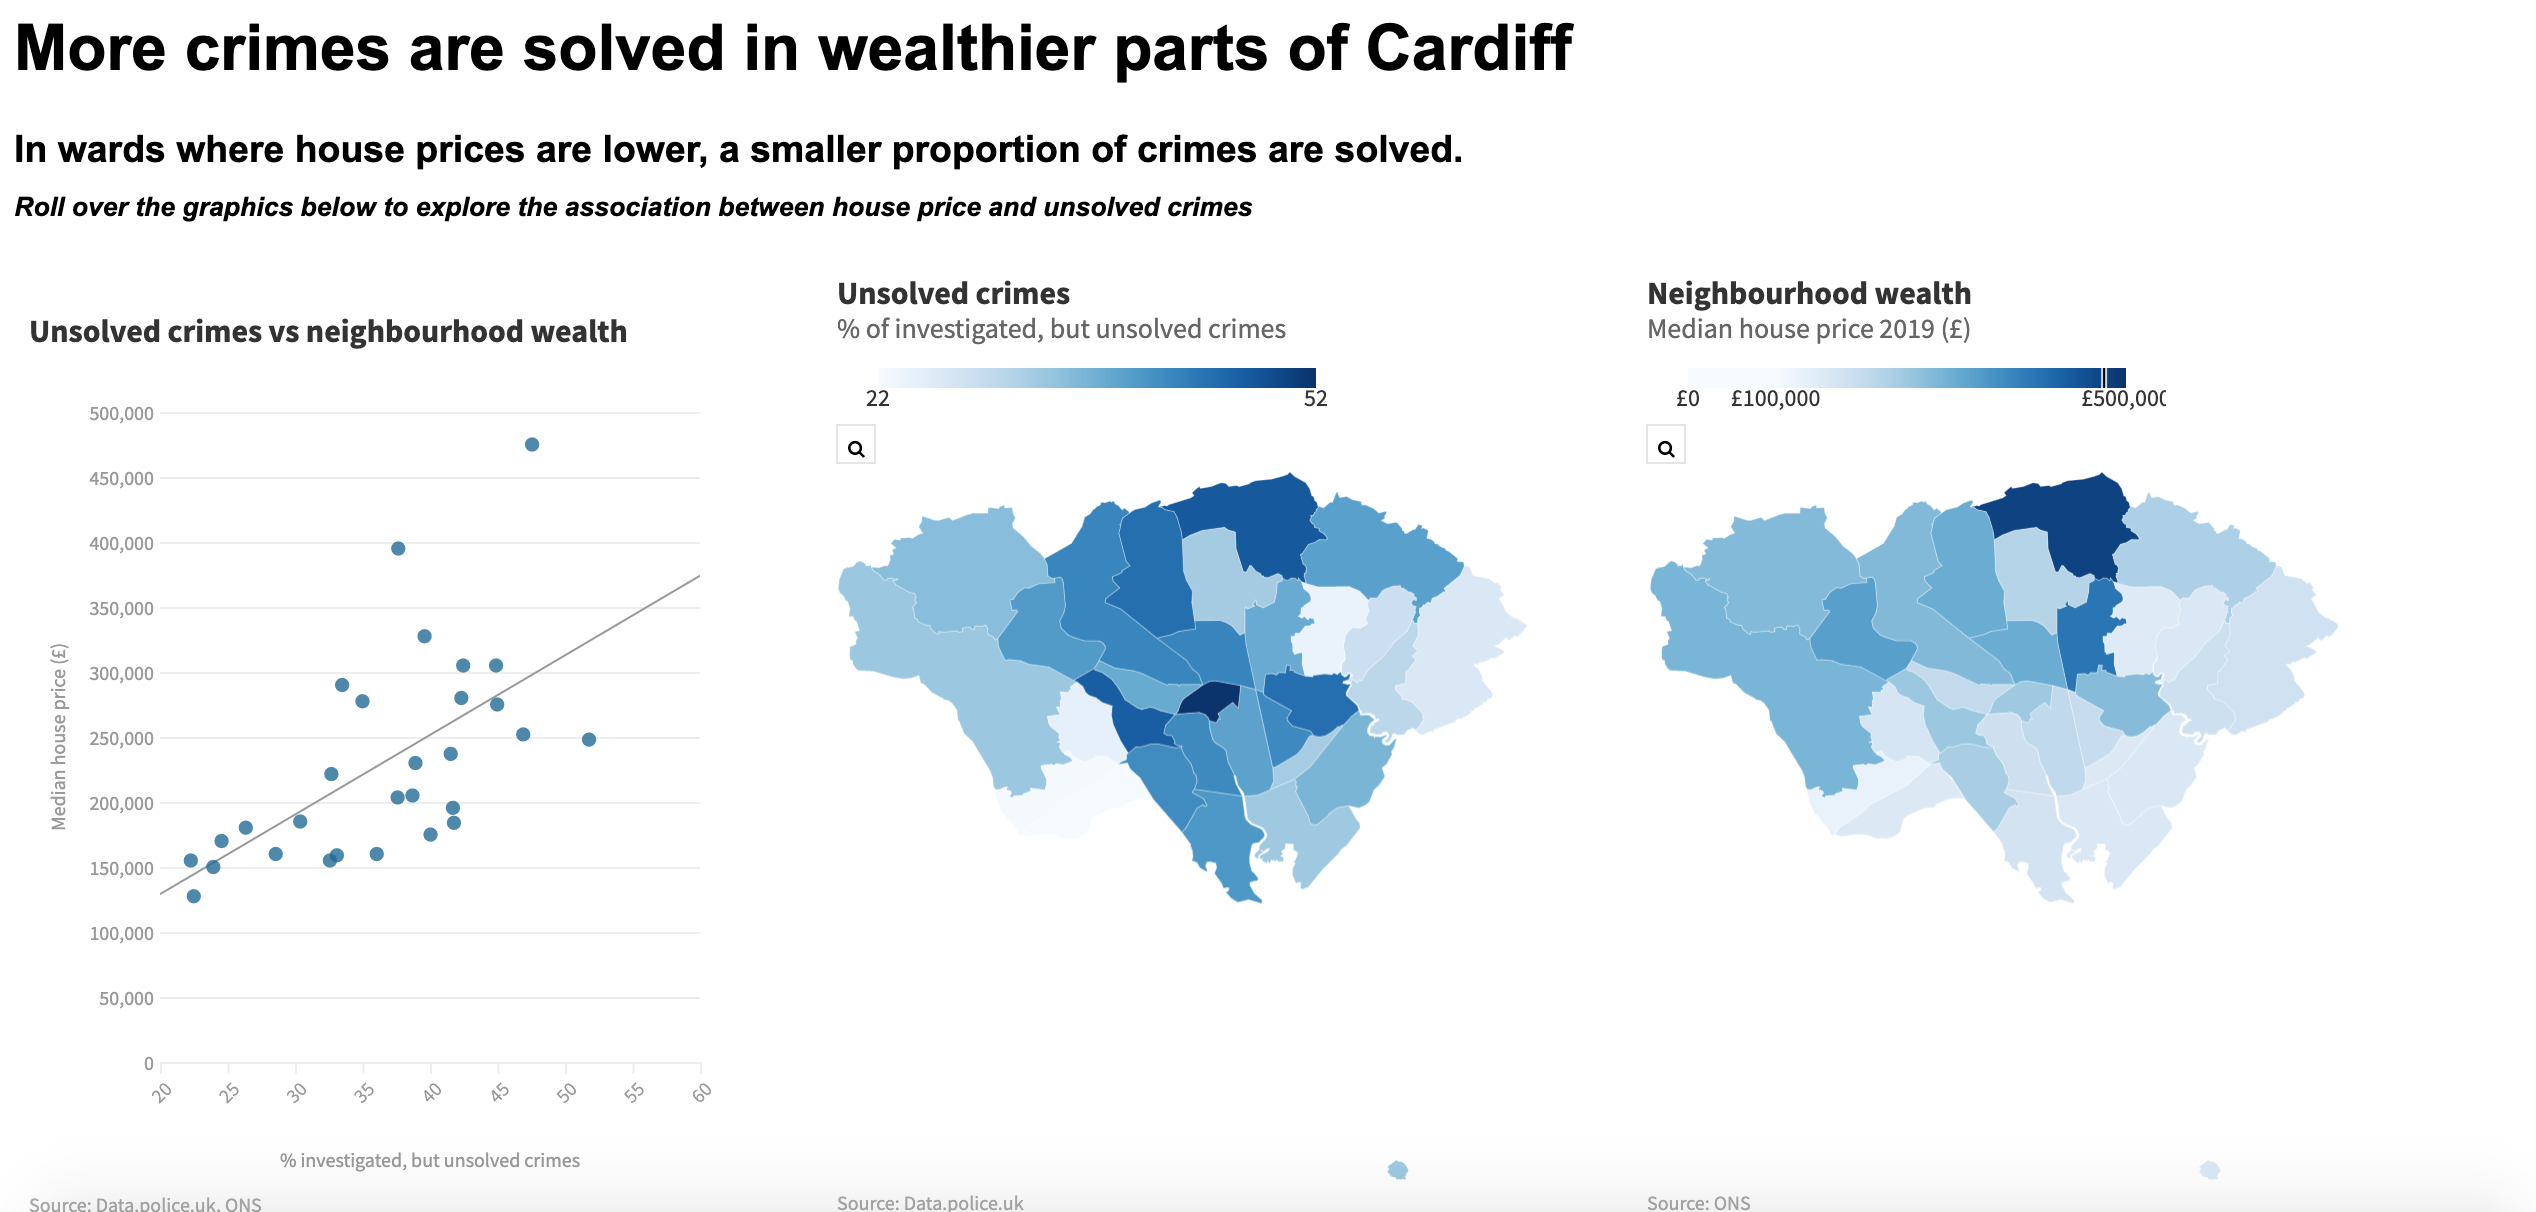 More crimes are solved in wealthier parts of Cardiff
In wards where house prices are lower, a smaller proportion of crimes are solved.
Roll over the graphics below to explore the association between house price and unsolved crimes
Unsolved crimes vs neighbourhood wealth
500,000
450,000
400,000
350,000
300,000
250,000
200,000
150,000
100,000
50,000
0
Median house price (£)
20 25 30 35 40 45 50 55 60
% investigated, but unsolved crimes
Source: Data.police.uk, ONS
Unsolved crimes
% of investigated, but unsolved crimes
22 52
Source: Data.police.uk
Neighbourhood wealth
Median house price 2019 (£)
£0 £100,000 £500,000
Source: ONS